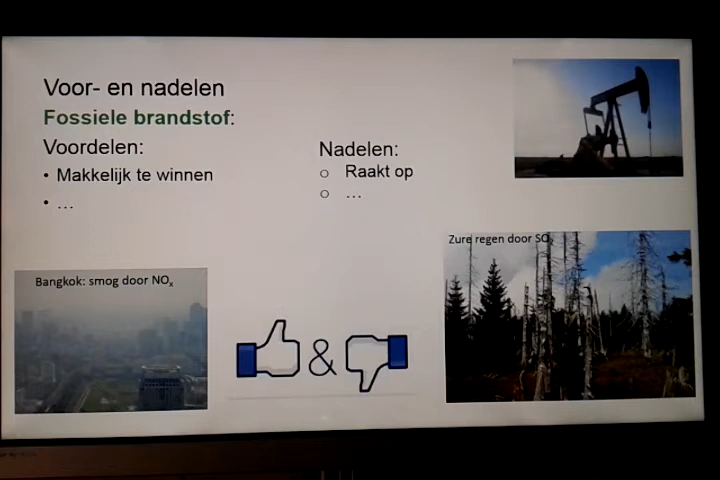 Voor- en nadelen
Fossiele brandstof:
Voordelen:
• Makkelijk te winnen
• ...
Nadelen:
o Raakt op
o ...
Zure regen door SO₂
Bangkok: smog door NOₓ
&